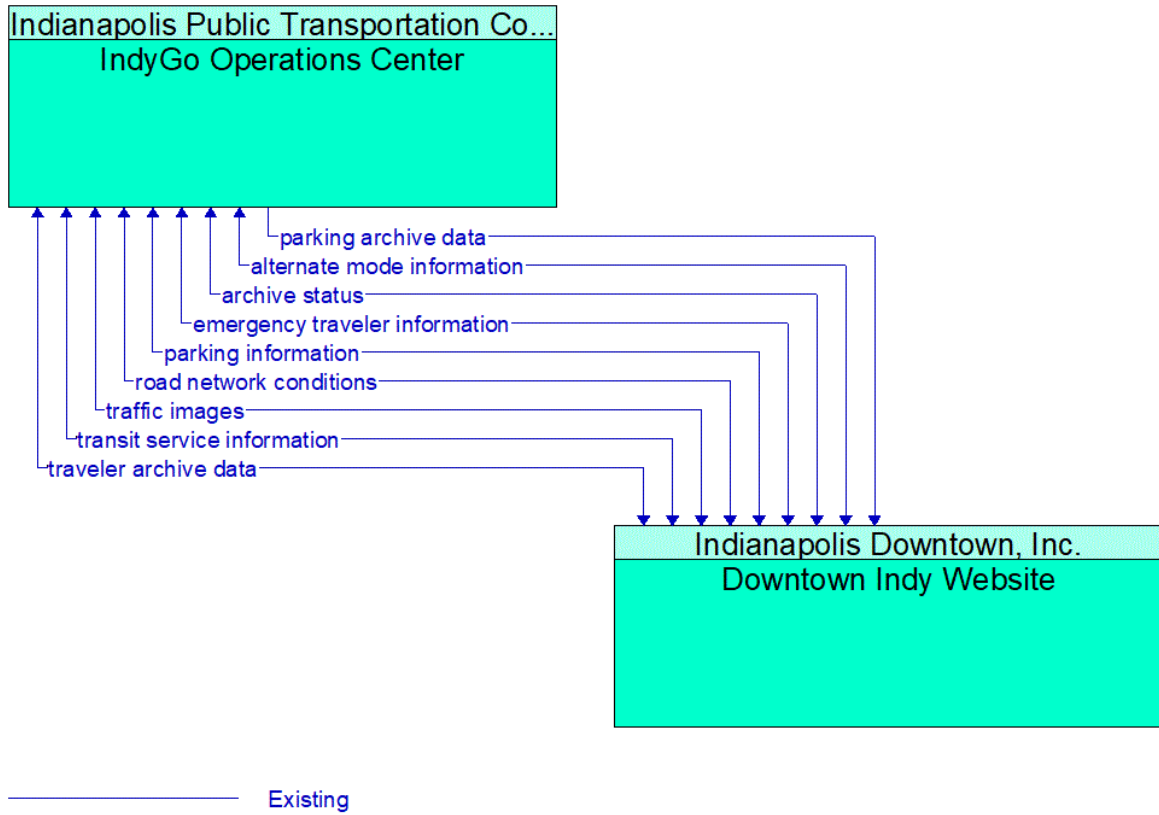 Indianapolis Public Transportation Co...
IndyGo Operations Center
parking archive data
alternate mode information
archive status
emergency traveler information
parking information
road network conditions
traffic images
transit service information
traveler archive data
Indianapolis Downtown, Inc.
Downtown Indy Website
Existing